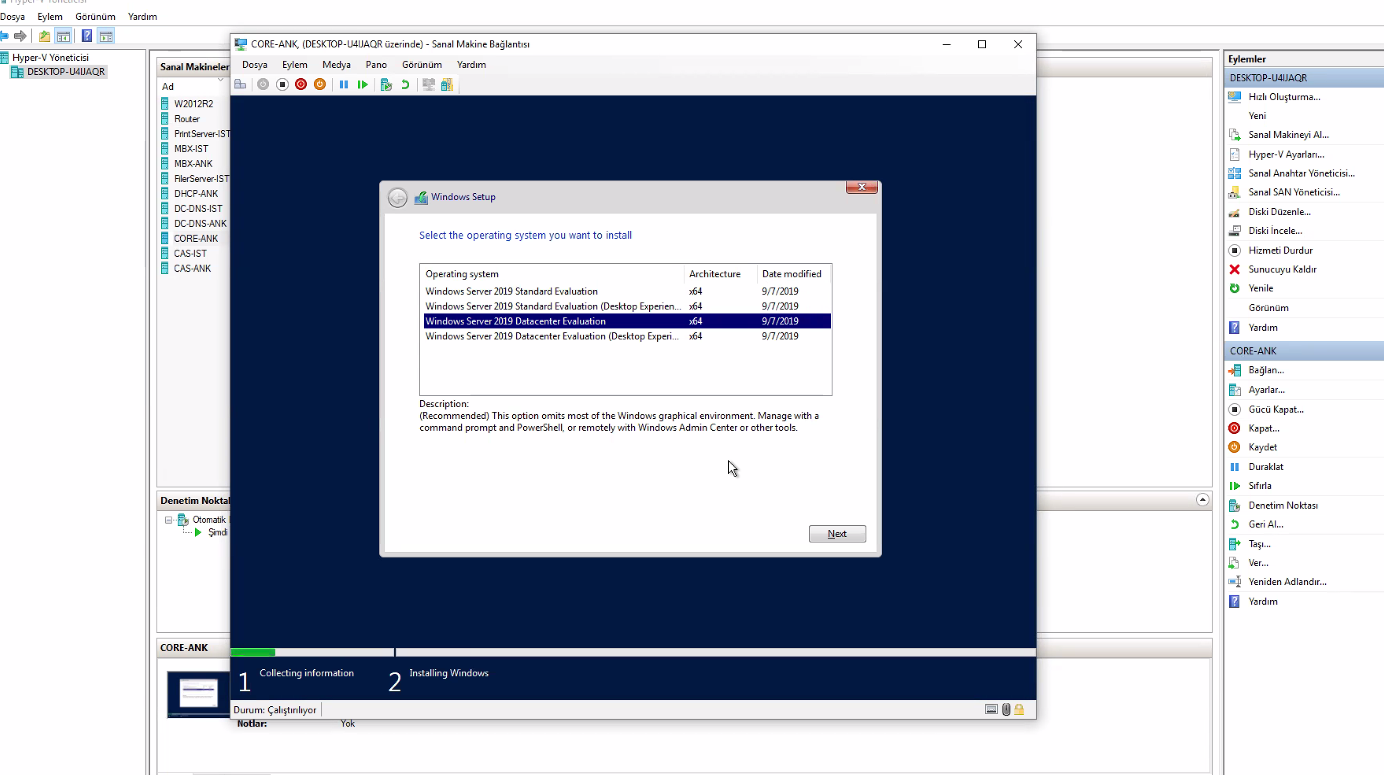 Hyper-V Yöneticisi
Dosya Eylem Görünüm Yardım
Hyper-V Yöneticisi
DESKTOP-U4IJAQR
Sanal Makineler
Ad
W2012R2
Router
PrintServer-IST
MBX-IST
MBX-ANK
FilerServer-IST
DHCP-ANK
DC-DNS-IST
DC-DNS-ANK
CORE-ANK
CAS-IST
CAS-ANK
Denetim Noktal
Otomatik
Şimdi
CORE-ANK
Notlar: Yok
CORE-ANK, (DESKTOP-U4IJAQR üzerinde) - Sanal Makine Bağlantısı
Dosya Eylem Medya Pano Görünüm Yardım
Windows Setup
Select the operating system you want to install
Operating system Architecture Date modified
Windows Server 2019 Standard Evaluation x64 9/7/2019
Windows Server 2019 Standard Evaluation (Desktop Experien... x64 9/7/2019
Windows Server 2019 Datacenter Evaluation x64 9/7/2019
Windows Server 2019 Datacenter Evaluation (Desktop Experi... x64 9/7/2019
Description:
(Recommended) This option omits most of the Windows graphical environment. Manage with a
command prompt and PowerShell, or remotely with Windows Admin Center or other tools.
Next
1 Collecting information 2 Installing Windows
Durum: Çalıştırılıyor
Eylemler
DESKTOP-U4IJAQR
Hızlı Oluşturma...
Yeni
Sanal Makineyi Al...
Hyper-V Ayarları...
Sanal Anahtar Yöneticisi...
Sanal SAN Yöneticisi...
Diski Düzenle...
Diski İncele...
Hizmeti Durdur
Sunucuyu Kaldır
Yenile
Görünüm
Yardım
CORE-ANK
Bağlan...
Ayarlar...
Gücü Kapat...
Kapat...
Kaydet
Duraklat
Sıfırla
Denetim Noktası
Geri Al...
Taşı...
Ver...
Yeniden Adlandır...
Yardım